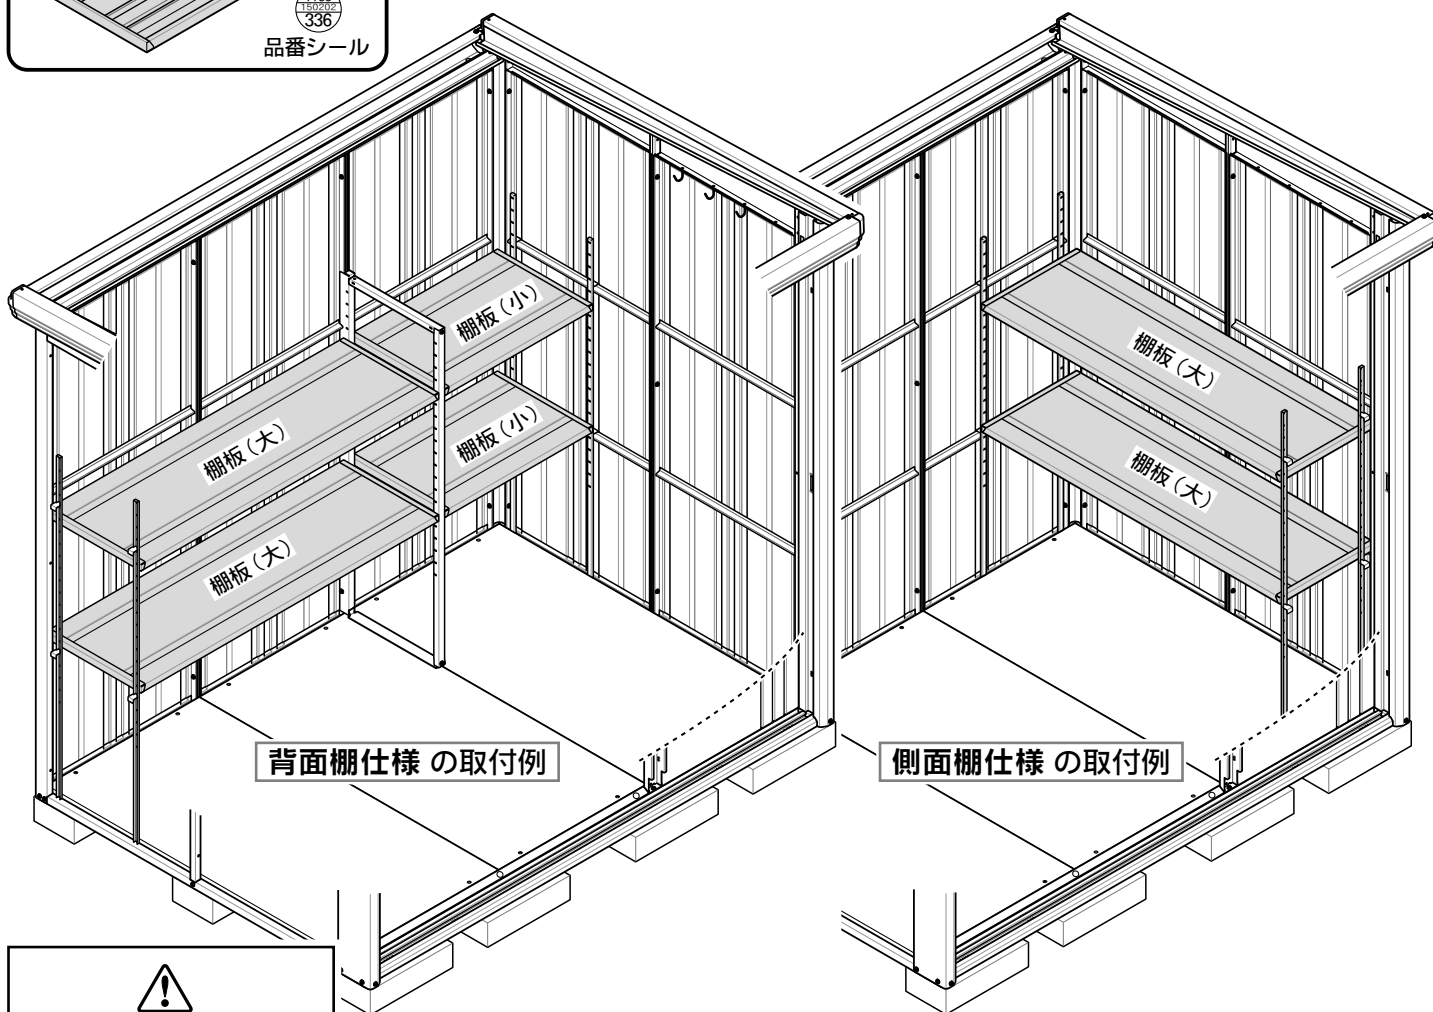 150202
336
品番シール
棚板(小)
棚板(大)
棚板(小)
棚板(大)
棚板(大)
棚板(大)
背面棚仕様 の取付例
側面棚仕様 の取付例